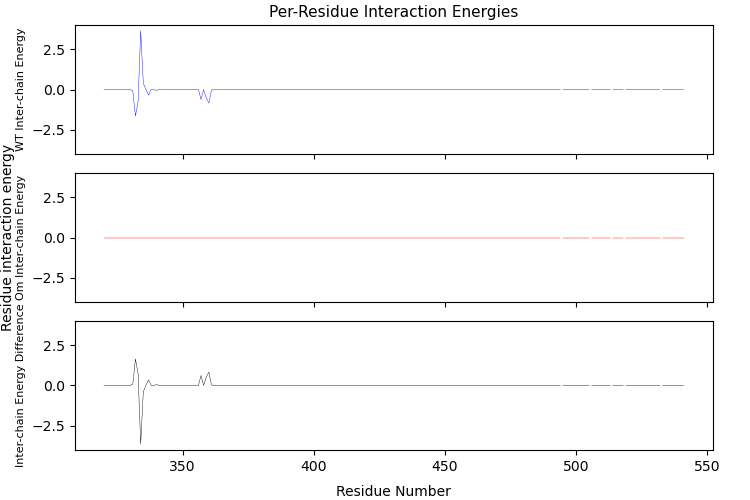 Per-Residue Interaction Energies
WT Inter-chain Energy
2.5
0.0
−2.5
Residue interaction energy
Om Inter-chain Energy
2.5
0.0
−2.5
Inter-chain Energy Difference
2.5
0.0
−2.5
350
400
450
500
550
Residue Number